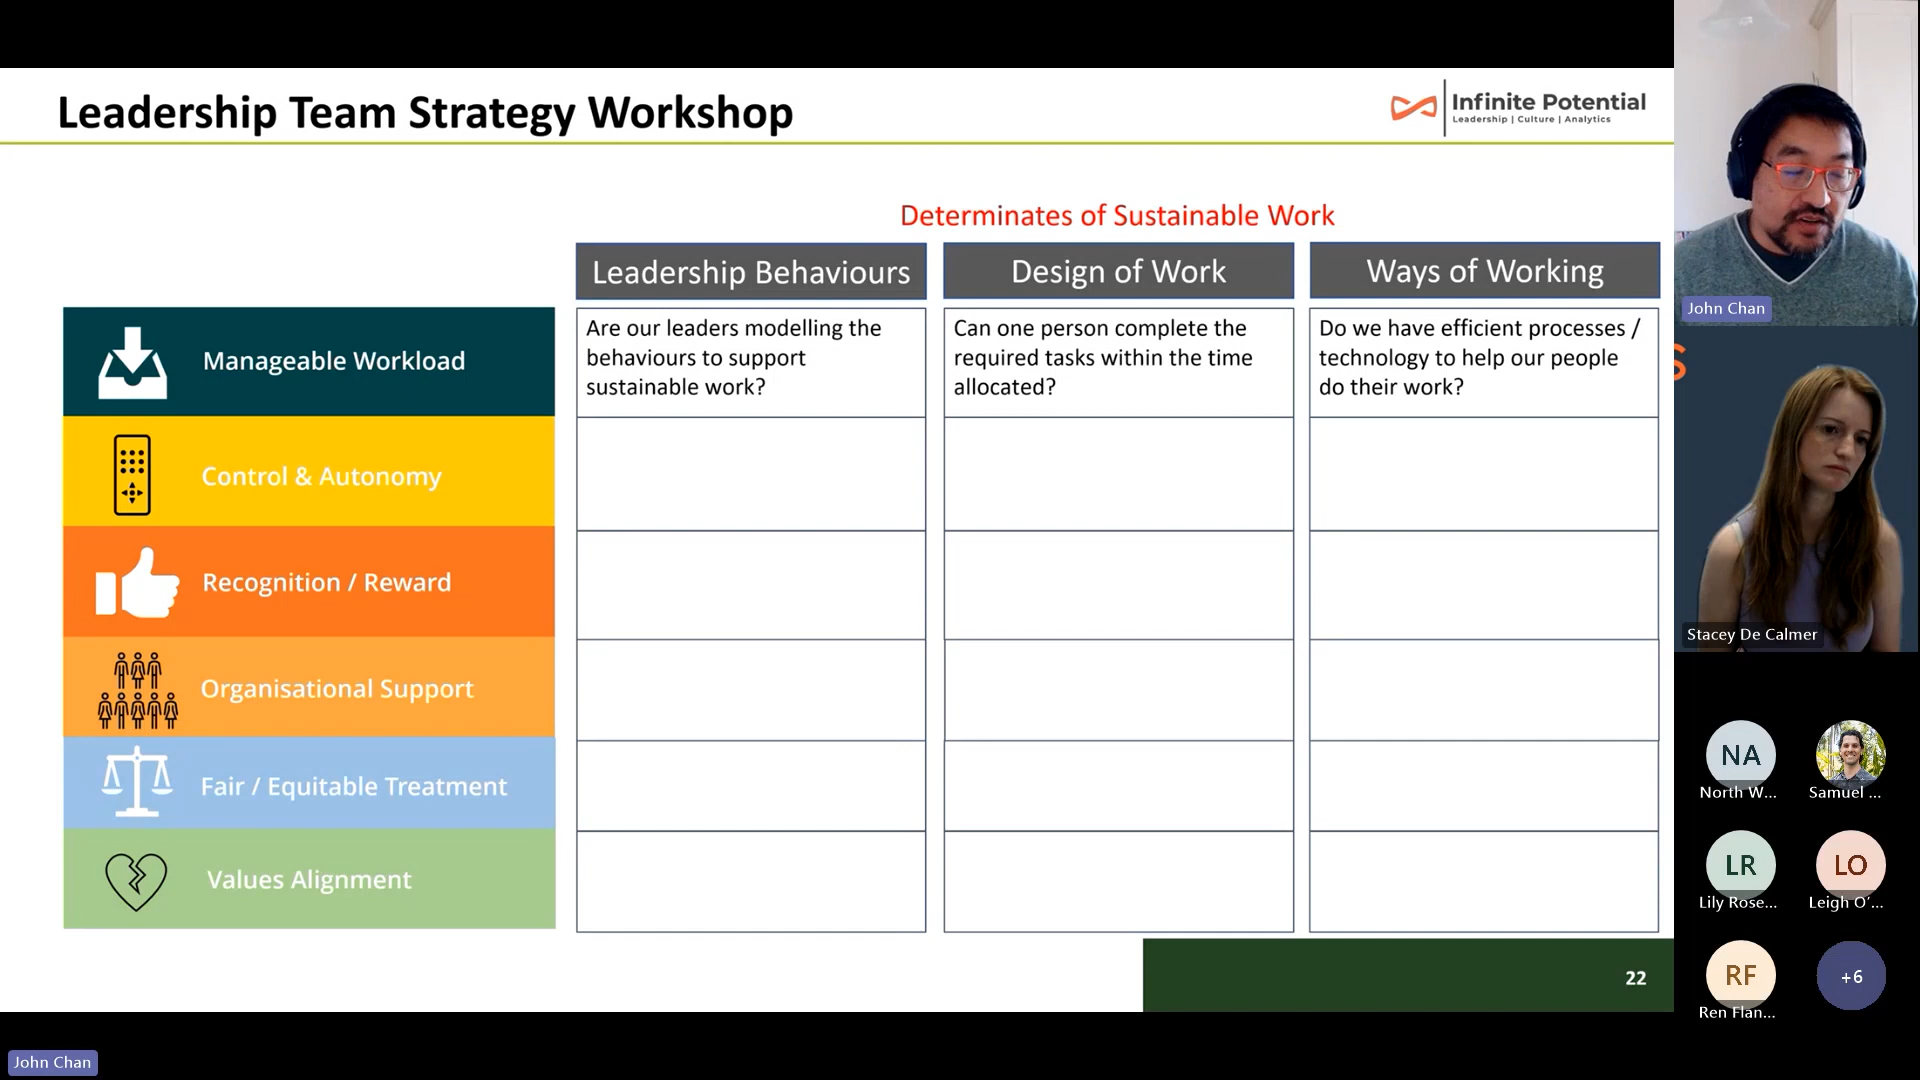 Leadership Team Strategy Workshop
Infinite Potential
Leadership | Culture | Analytics
Determinates of Sustainable Work
Leadership Behaviours
Design of Work
Ways of Working
Manageable Workload
Are our leaders modelling the
behaviours to support
sustainable work?
Can one person complete the
required tasks within the time
allocated?
Do we have efficient processes /
technology to help our people
do their work?
Control & Autonomy
Recognition / Reward
Organisational Support
Fair / Equitable Treatment
Values Alignment
22
John Chan
S
Stacey De Calmer
NA
North W...
Samuel ...
LR
Lily Rose...
LO
Leigh O'...
RF
Ren Flan...
+6
John Chan